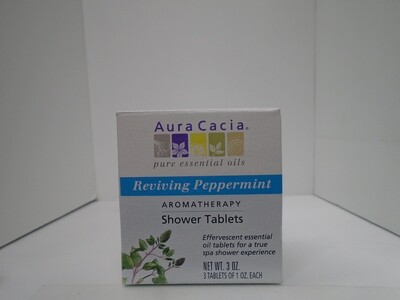 Aura Cacia®
pure essential oils
Reviving Peppermint
AROMATHERAPY
Shower Tablets
Effervescent essential
oil tablets for a true
spa shower experience
NET WT. 3 OZ.
3 TABLETS OF 1 OZ. EACH